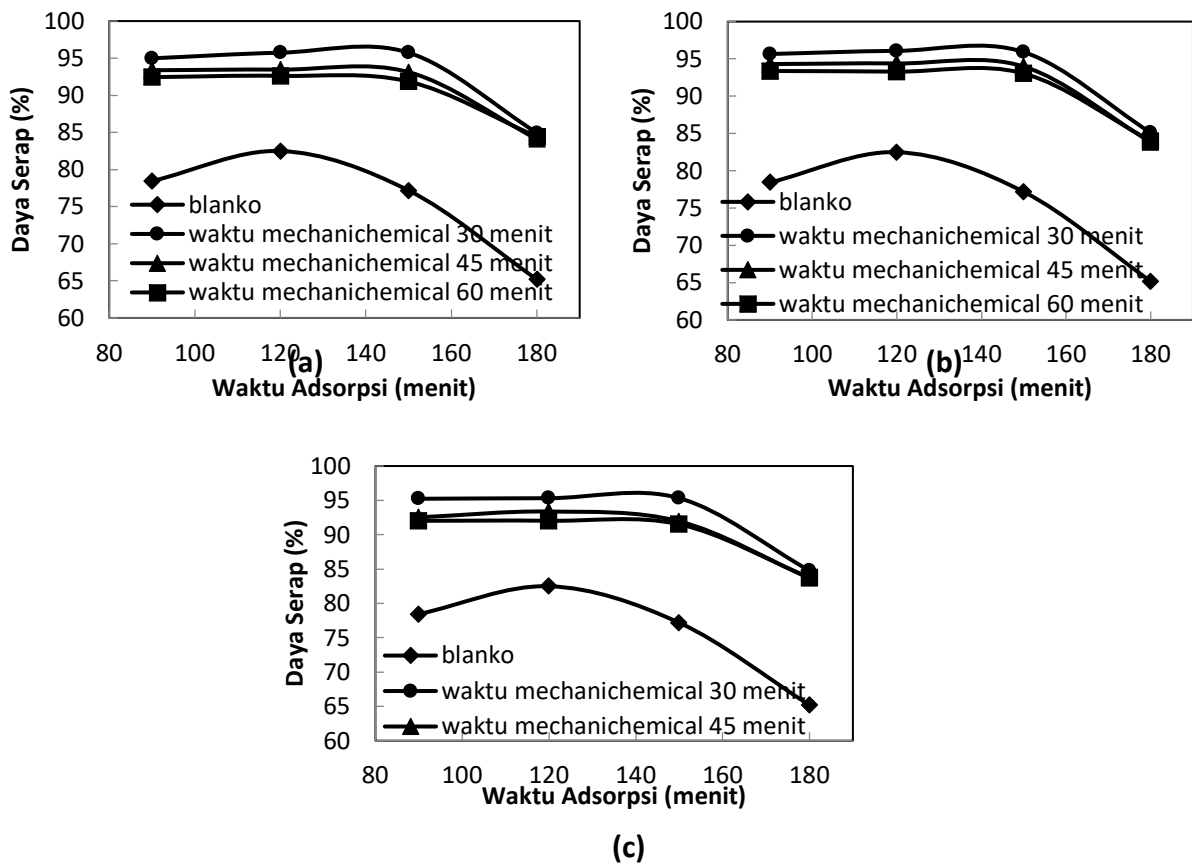 100
95
90
85
80
75
70
65
60
Daya Serap (%)
blanko
waktu mechanichemical 30 menit
waktu mechanichemical 45 menit
waktu mechanichemical 60 menit
80 100 120 140 160 180
(a)
Waktu Adsorpsi (menit)
100
95
90
85
80
75
70
65
60
Daya Serap (%)
blanko
waktu mechanichemical 30 menit
waktu mechanichemical 45 menit
waktu mechanichemical 60 menit
80 100 120 140 160 180
(b)
Waktu Adsorpsi (menit)
100
95
90
85
80
75
70
65
60
Daya Serap (%)
blanko
waktu mechanichemical 30 menit
waktu mechanichemical 45 menit
80 100 120 140 160 180
Waktu Adsorpsi (menit)
(c)